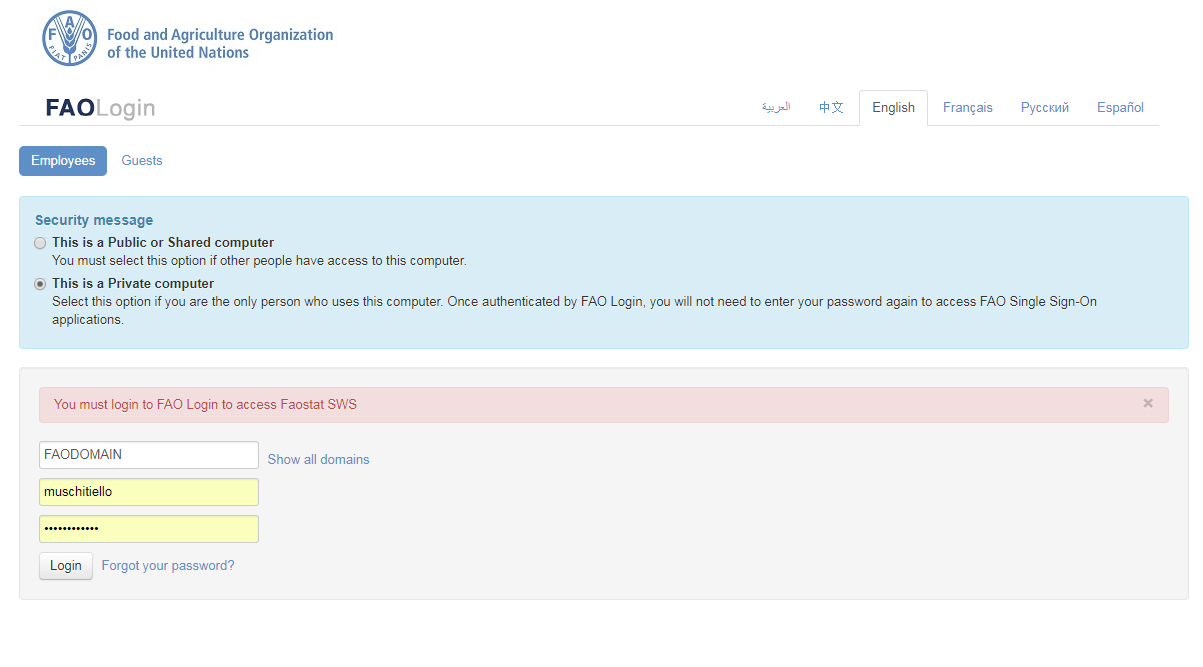 F A O
FIAT PANIS
Food and Agriculture Organization
of the United Nations
FAOLogin
العربية
中文
English
Français
Русский
Español
Employees
Guests
Security message
This is a Public or Shared computer
You must select this option if other people have access to this computer.
This is a Private computer
Select this option if you are the only person who uses this computer. Once authenticated by FAO Login, you will not need to enter your password again to access FAO Single Sign-On
applications.
You must login to FAO Login to access Faostat SWS
×
FAODOMAIN
Show all domains
muschitiello
••••••••••••
Login
Forgot your password?